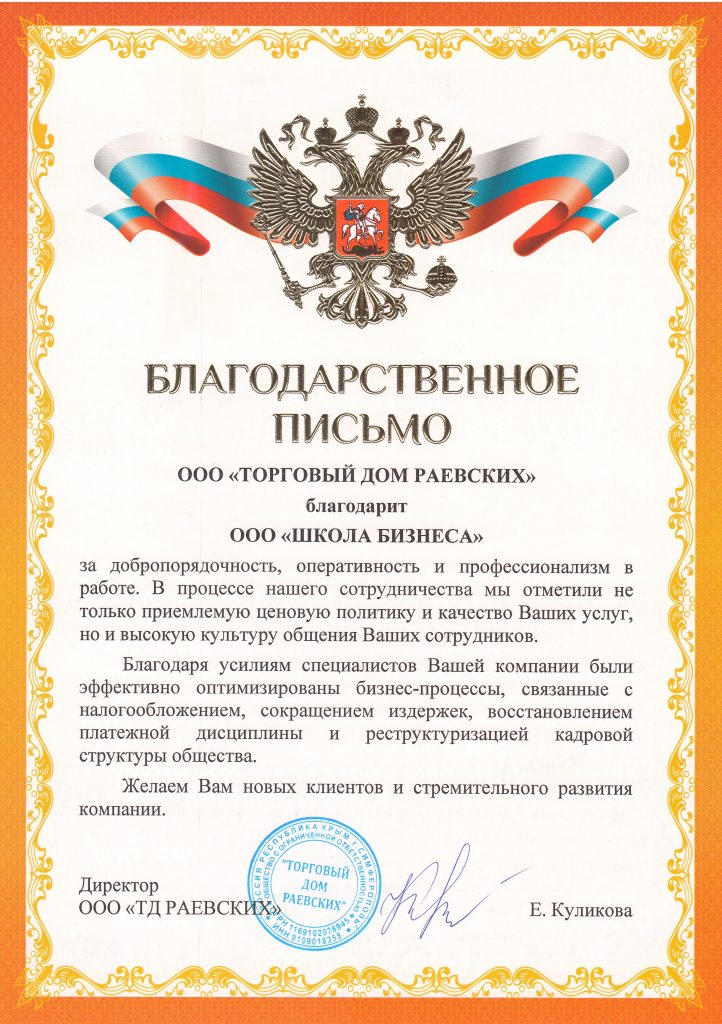 БЛАГОДАРСТВЕННОЕ
ПИСЬМО
ООО «ТОРГОВЫЙ ДОМ РАЕВСКИХ»
благодарит
ООО «ШКОЛА БИЗНЕСА»
за добропорядочность, оперативность и профессионализм в
работе. В процессе нашего сотрудничества мы отметили не
только приемлемую ценовую политику и качество Ваших услуг,
но и высокую культуру общения Ваших сотрудников.
Благодаря усилиям специалистов Вашей компании были
эффективно оптимизированы бизнес-процессы, связанные с
налогообложением, сокращением издержек, восстановлением
платежной дисциплины и реструктуризацией кадровой
структуры общества.
Желаем Вам новых клиентов и стремительного развития
компании.
РОССИЯ РЕСПУБЛИКА КРЫМ г.СИМФЕРОПОЛЬ
ОБЩЕСТВО С ОГРАНИЧЕННОЙ ОТВЕТСТВЕННОСТЬЮ
"ТОРГОВЫЙ
ДОМ
РАЕВСКИХ"
ОГРН 1169102076945
ИНН 9109018355
Директор
ООО «ТД РАЕВСКИХ»
Е. Куликова